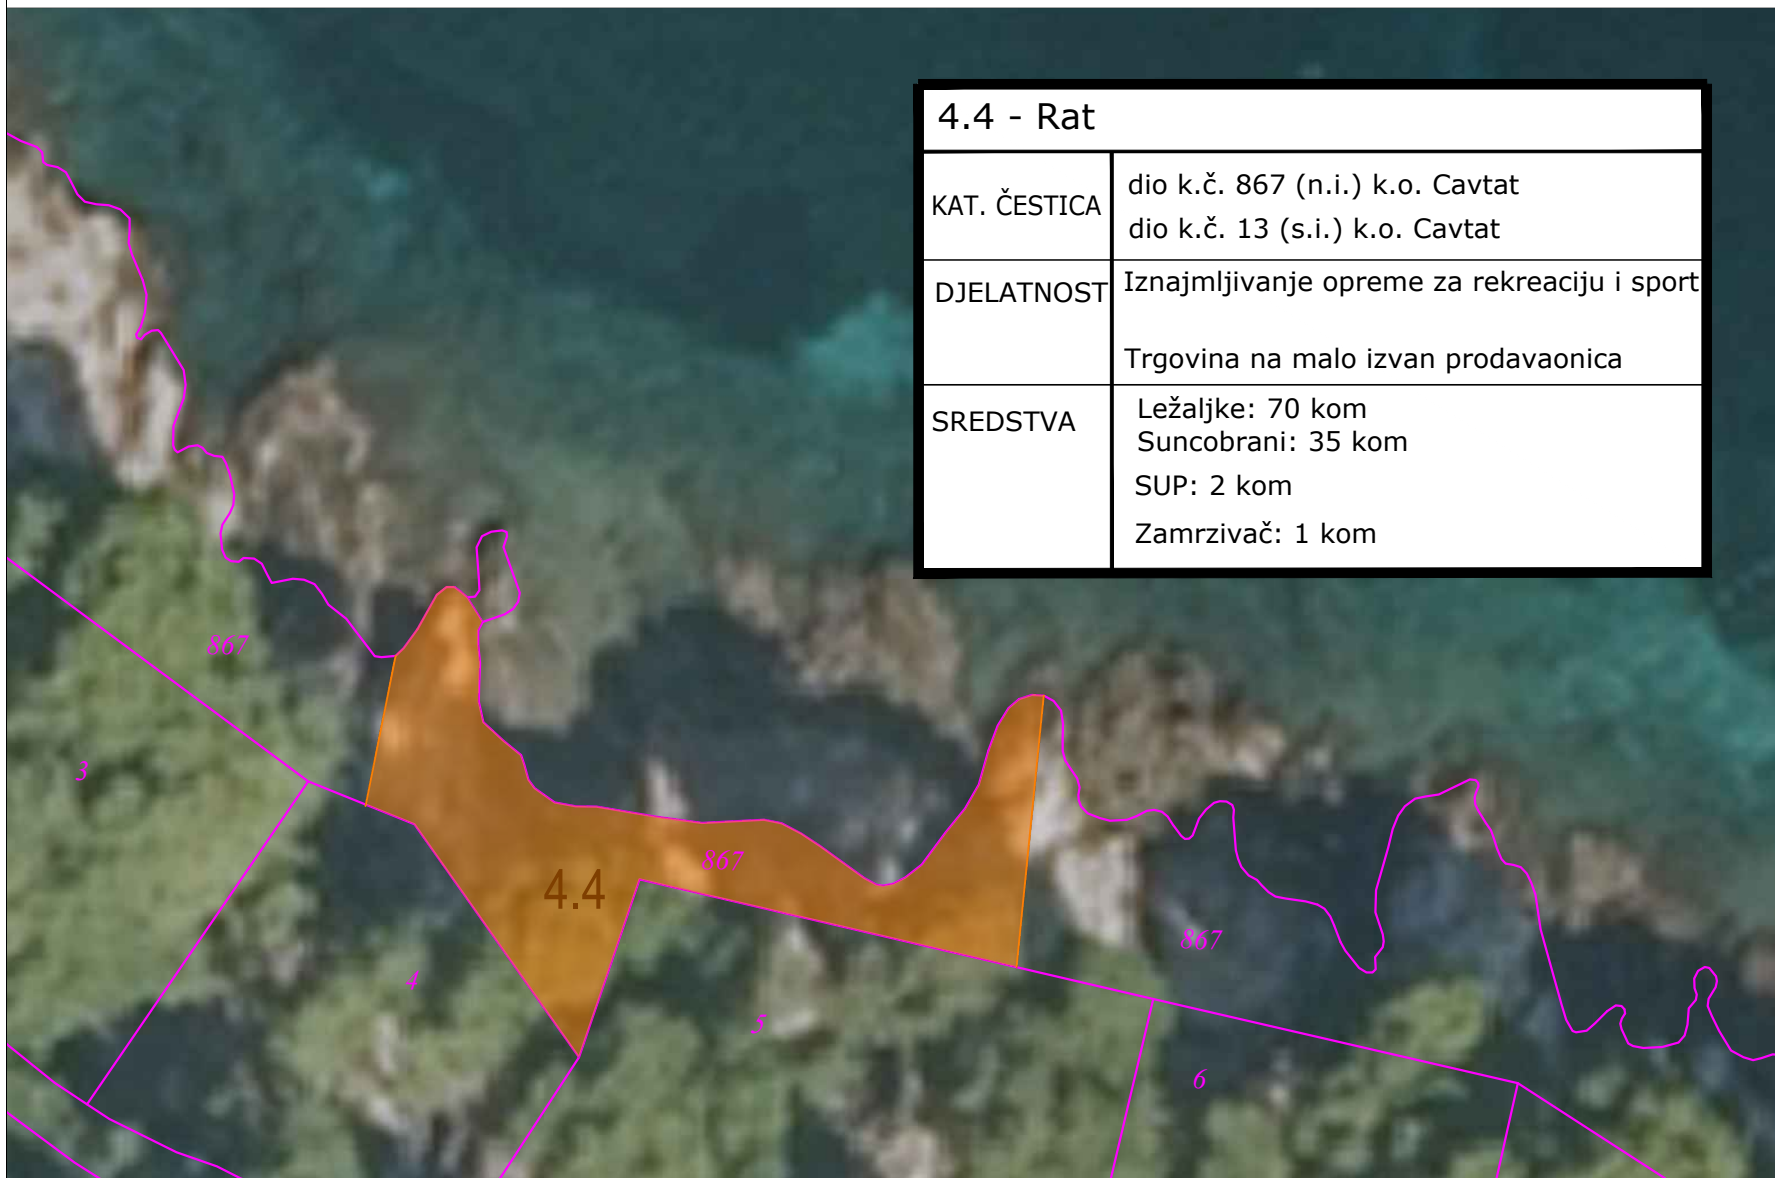 4.4 - Rat
KAT. ČESTICA
dio k.č. 867 (n.i.) k.o. Cavtat
dio k.č. 13 (s.i.) k.o. Cavtat
DJELATNOST
Iznajmljivanje opreme za rekreaciju i sport
Trgovina na malo izvan prodavaonica
SREDSTVA
Ležaljke: 70 kom
Suncobrani: 35 kom
SUP: 2 kom
Zamrzivač: 1 kom
867
3
867
4.4
867
4
5
6